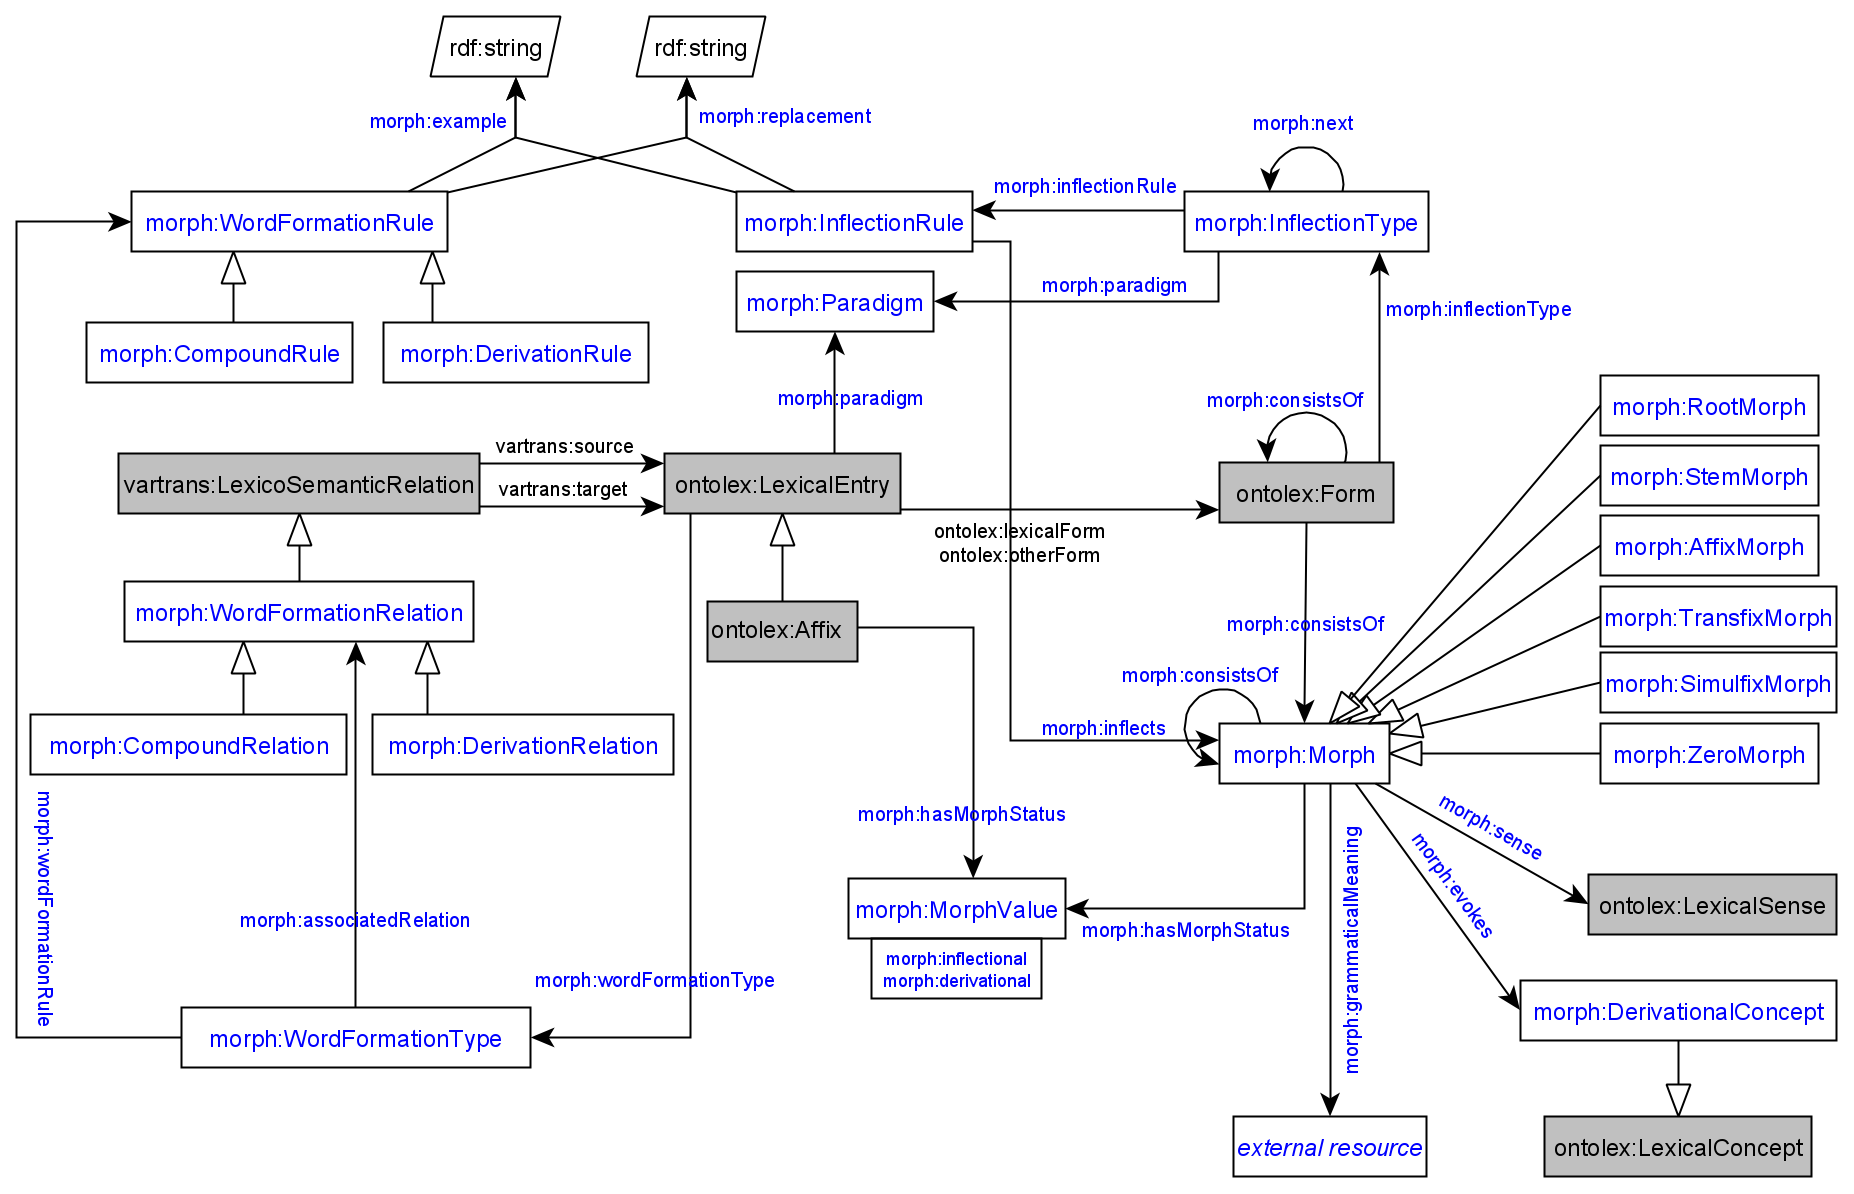 rdf:string
rdf:string
morph:example
morph:replacement
morph:next
morph:inflectionRule
morph:WordFormationRule
morph:InflectionRule
morph:InflectionType
morph:paradigm
morph:Paradigm
morph:inflectionType
morph:CompoundRule
morph:DerivationRule
morph:paradigm
morph:consistsOf
morph:RootMorph
vartrans:source
vartrans:LexicoSemanticRelation
vartrans:target
ontolex:LexicalEntry
ontolex:Form
morph:StemMorph
ontolex:lexicalForm
ontolex:otherForm
morph:AffixMorph
morph:WordFormationRelation
ontolex:Affix
morph:consistsOf
morph:TransfixMorph
morph:consistsOf
morph:SimulfixMorph
morph:CompoundRelation
morph:DerivationRelation
morph:inflects
morph:Morph
morph:ZeroMorph
morph:hasMorphStatus
morph:sense
morph:evokes
morph:grammaticalMeaning
morph:wordFormationRule
morph:associatedRelation
morph:MorphValue
morph:hasMorphStatus
ontolex:LexicalSense
morph:inflectional
morph:derivational
morph:wordFormationType
morph:WordFormationType
morph:DerivationalConcept
external resource
ontolex:LexicalConcept